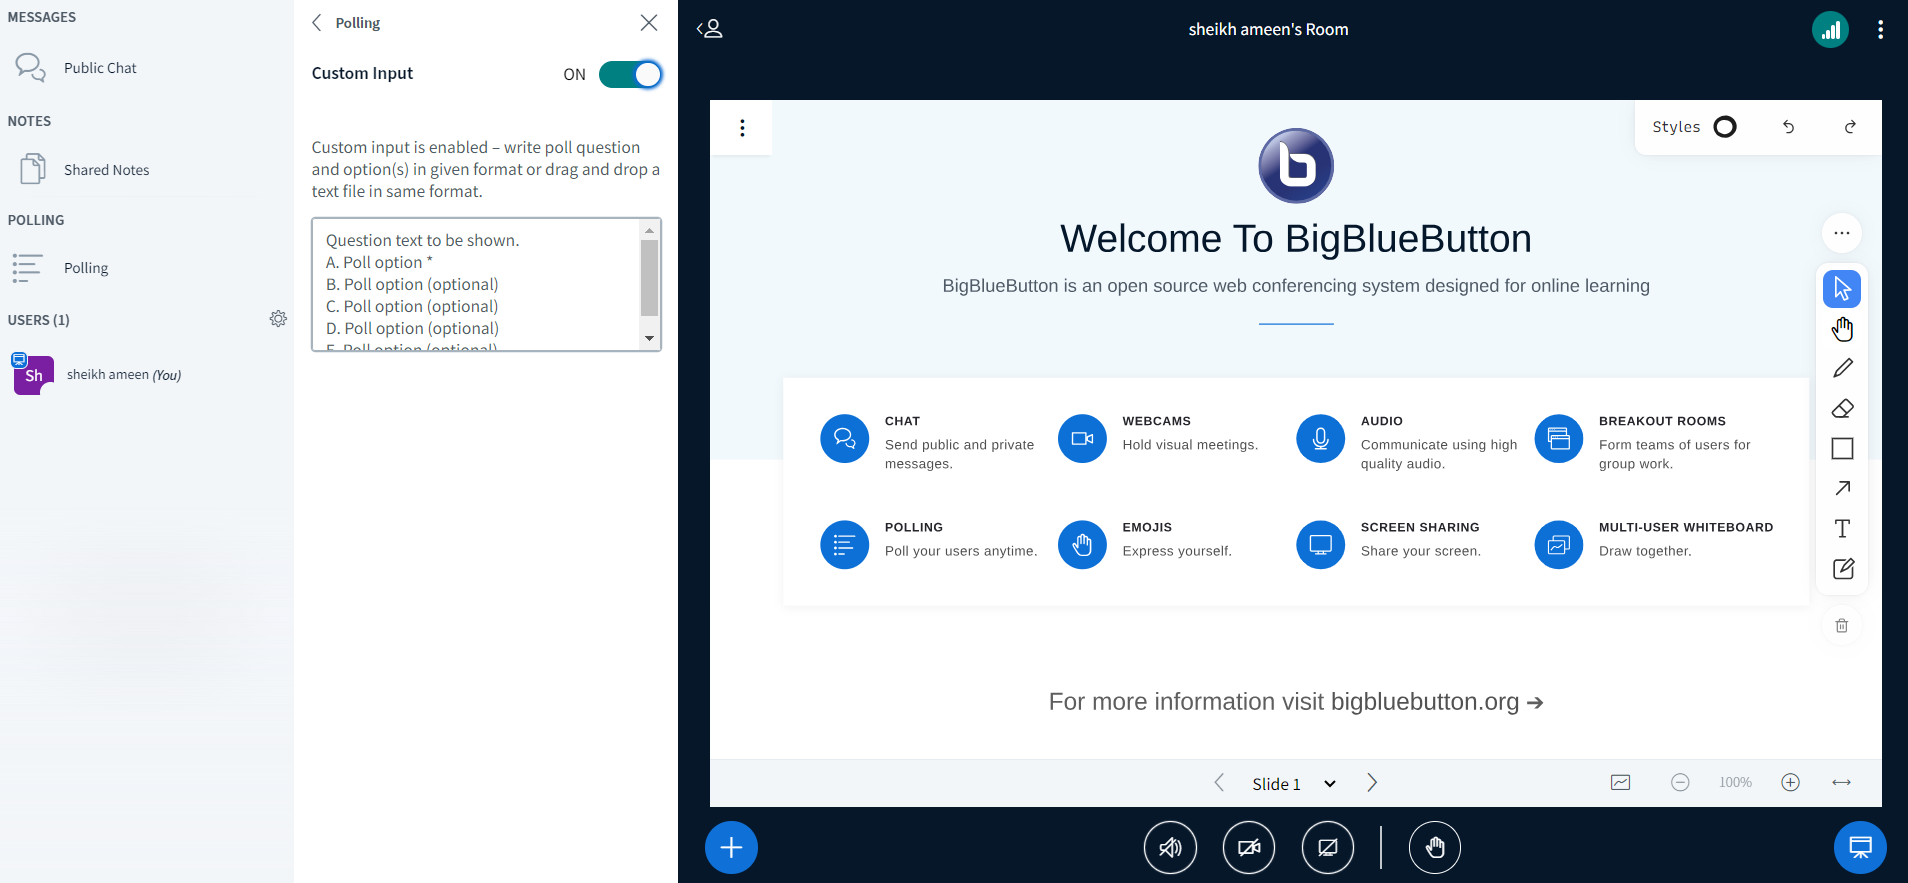 MESSAGES
Public Chat
NOTES
Shared Notes
POLLING
Polling
USERS (1)
Sh
sheikh ameen (You)
Polling
Custom Input
ON
Custom input is enabled – write poll question
and option(s) in given format or drag and drop a
text file in same format.
Question text to be shown.
A. Poll option *
B. Poll option (optional)
C. Poll option (optional)
D. Poll option (optional)
E. Poll option (optional)
sheikh ameen's Room
Styles
Welcome To BigBlueButton
BigBlueButton is an open source web conferencing system designed for online learning
CHAT
Send public and private
messages.
WEBCAMS
Hold visual meetings.
AUDIO
Communicate using high
quality audio.
BREAKOUT ROOMS
Form teams of users for
group work.
POLLING
Poll your users anytime.
EMOJIS
Express yourself.
SCREEN SHARING
Share your screen.
MULTI-USER WHITEBOARD
Draw together.
For more information visit bigbluebutton.org ➔
Slide 1
100%